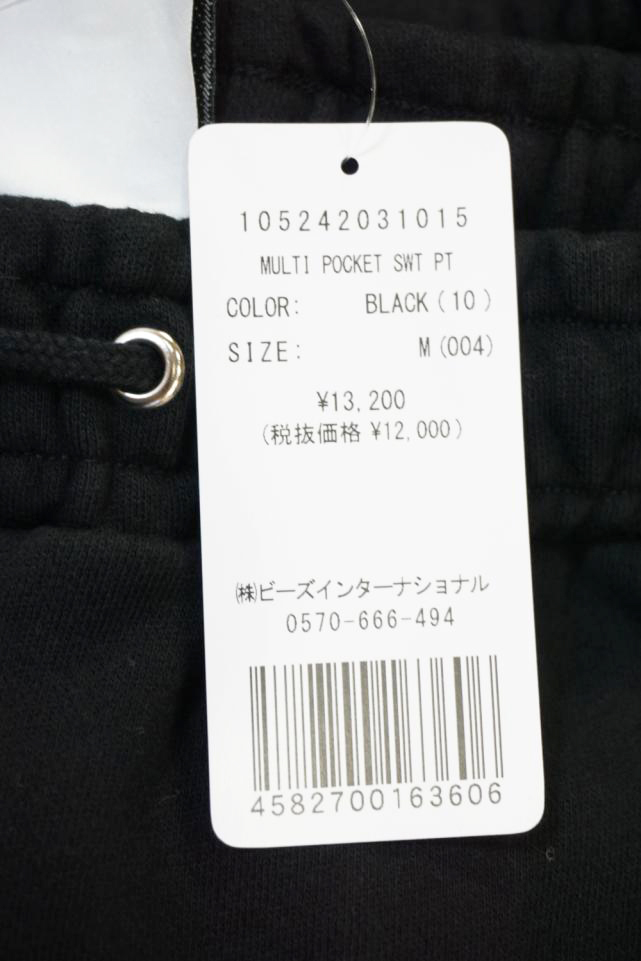 105242031015
MULTI POCKET SWT PT
COLOR: BLACK(10)
SIZE: M(004)
¥13,200
(税抜価格 ¥12,000)
㈱ビーズインターナショナル
0570-666-494
4582700163606